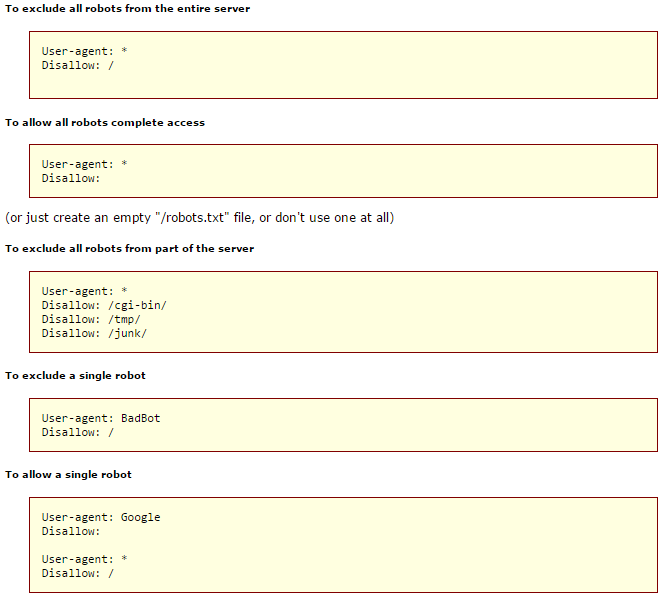 To exclude all robots from the entire server
User-agent: *
Disallow: /
To allow all robots complete access
User-agent: *
Disallow:
(or just create an empty "/robots.txt" file, or don't use one at all)
To exclude all robots from part of the server
User-agent: *
Disallow: /cgi-bin/
Disallow: /tmp/
Disallow: /junk/
To exclude a single robot
User-agent: BadBot
Disallow: /
To allow a single robot
User-agent: Google
Disallow:
User-agent: *
Disallow: /